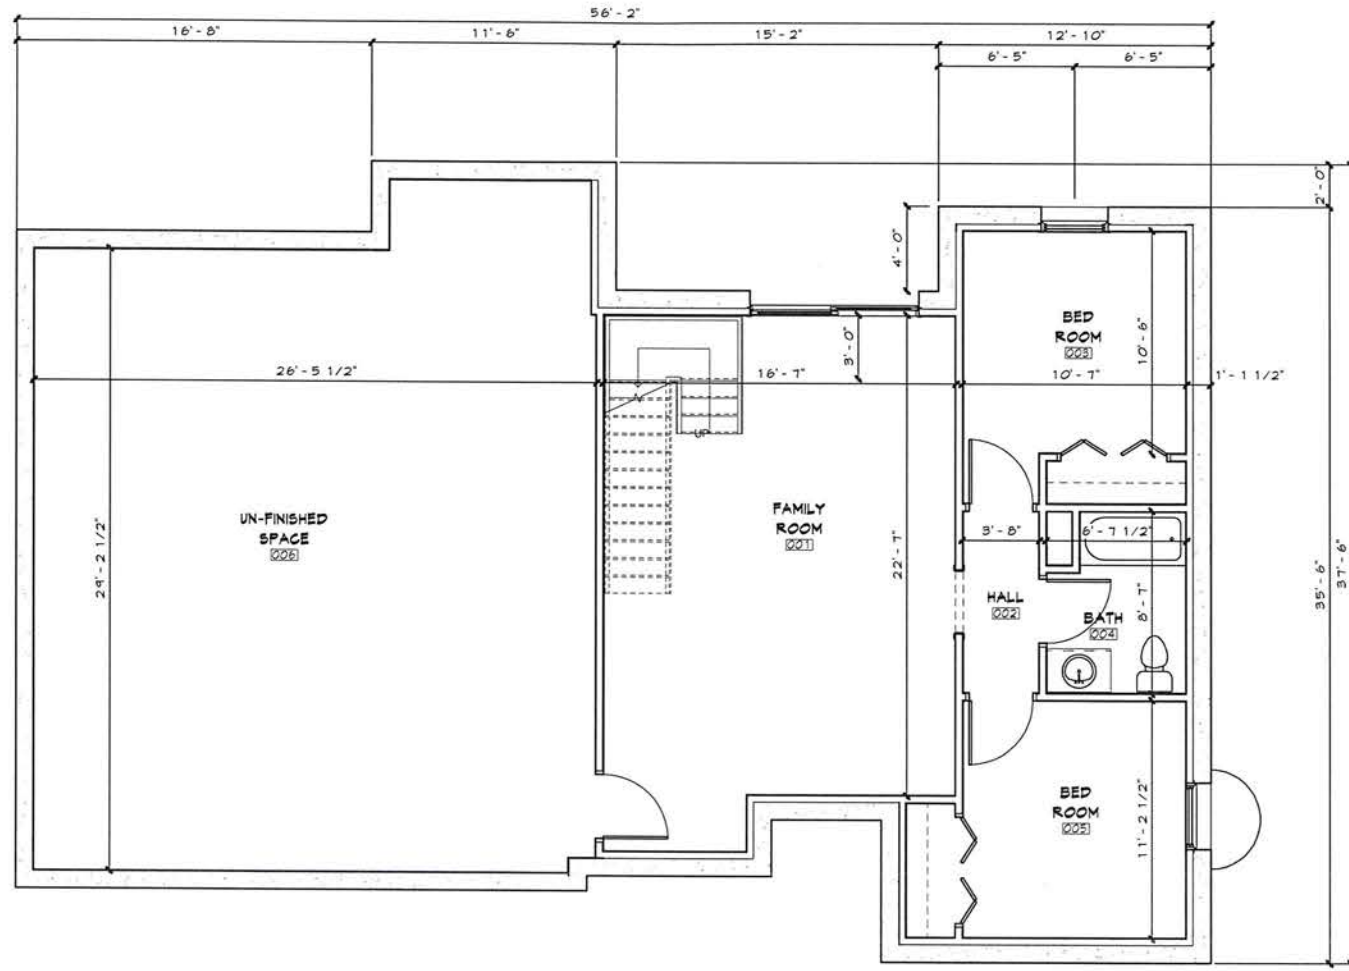 56'-2"
16'-8"
11'-6"
15'-2"
12'-10"
6'-5"
6'-5"
2'-0"
4'-0"
3'-0"
BED
ROOM
003
10'-6"
26'-5 1/2"
16'-7"
10'-7"
1'-1 1/2"
UP
UN-FINISHED
SPACE
006
29'-2 1/2"
FAMILY
ROOM
001
22'-7"
3'-8"
6'-7 1/2"
HALL
002
BATH
004
8'-7"
35'-6"
37'-6"
BED
ROOM
005
11'-2 1/2"